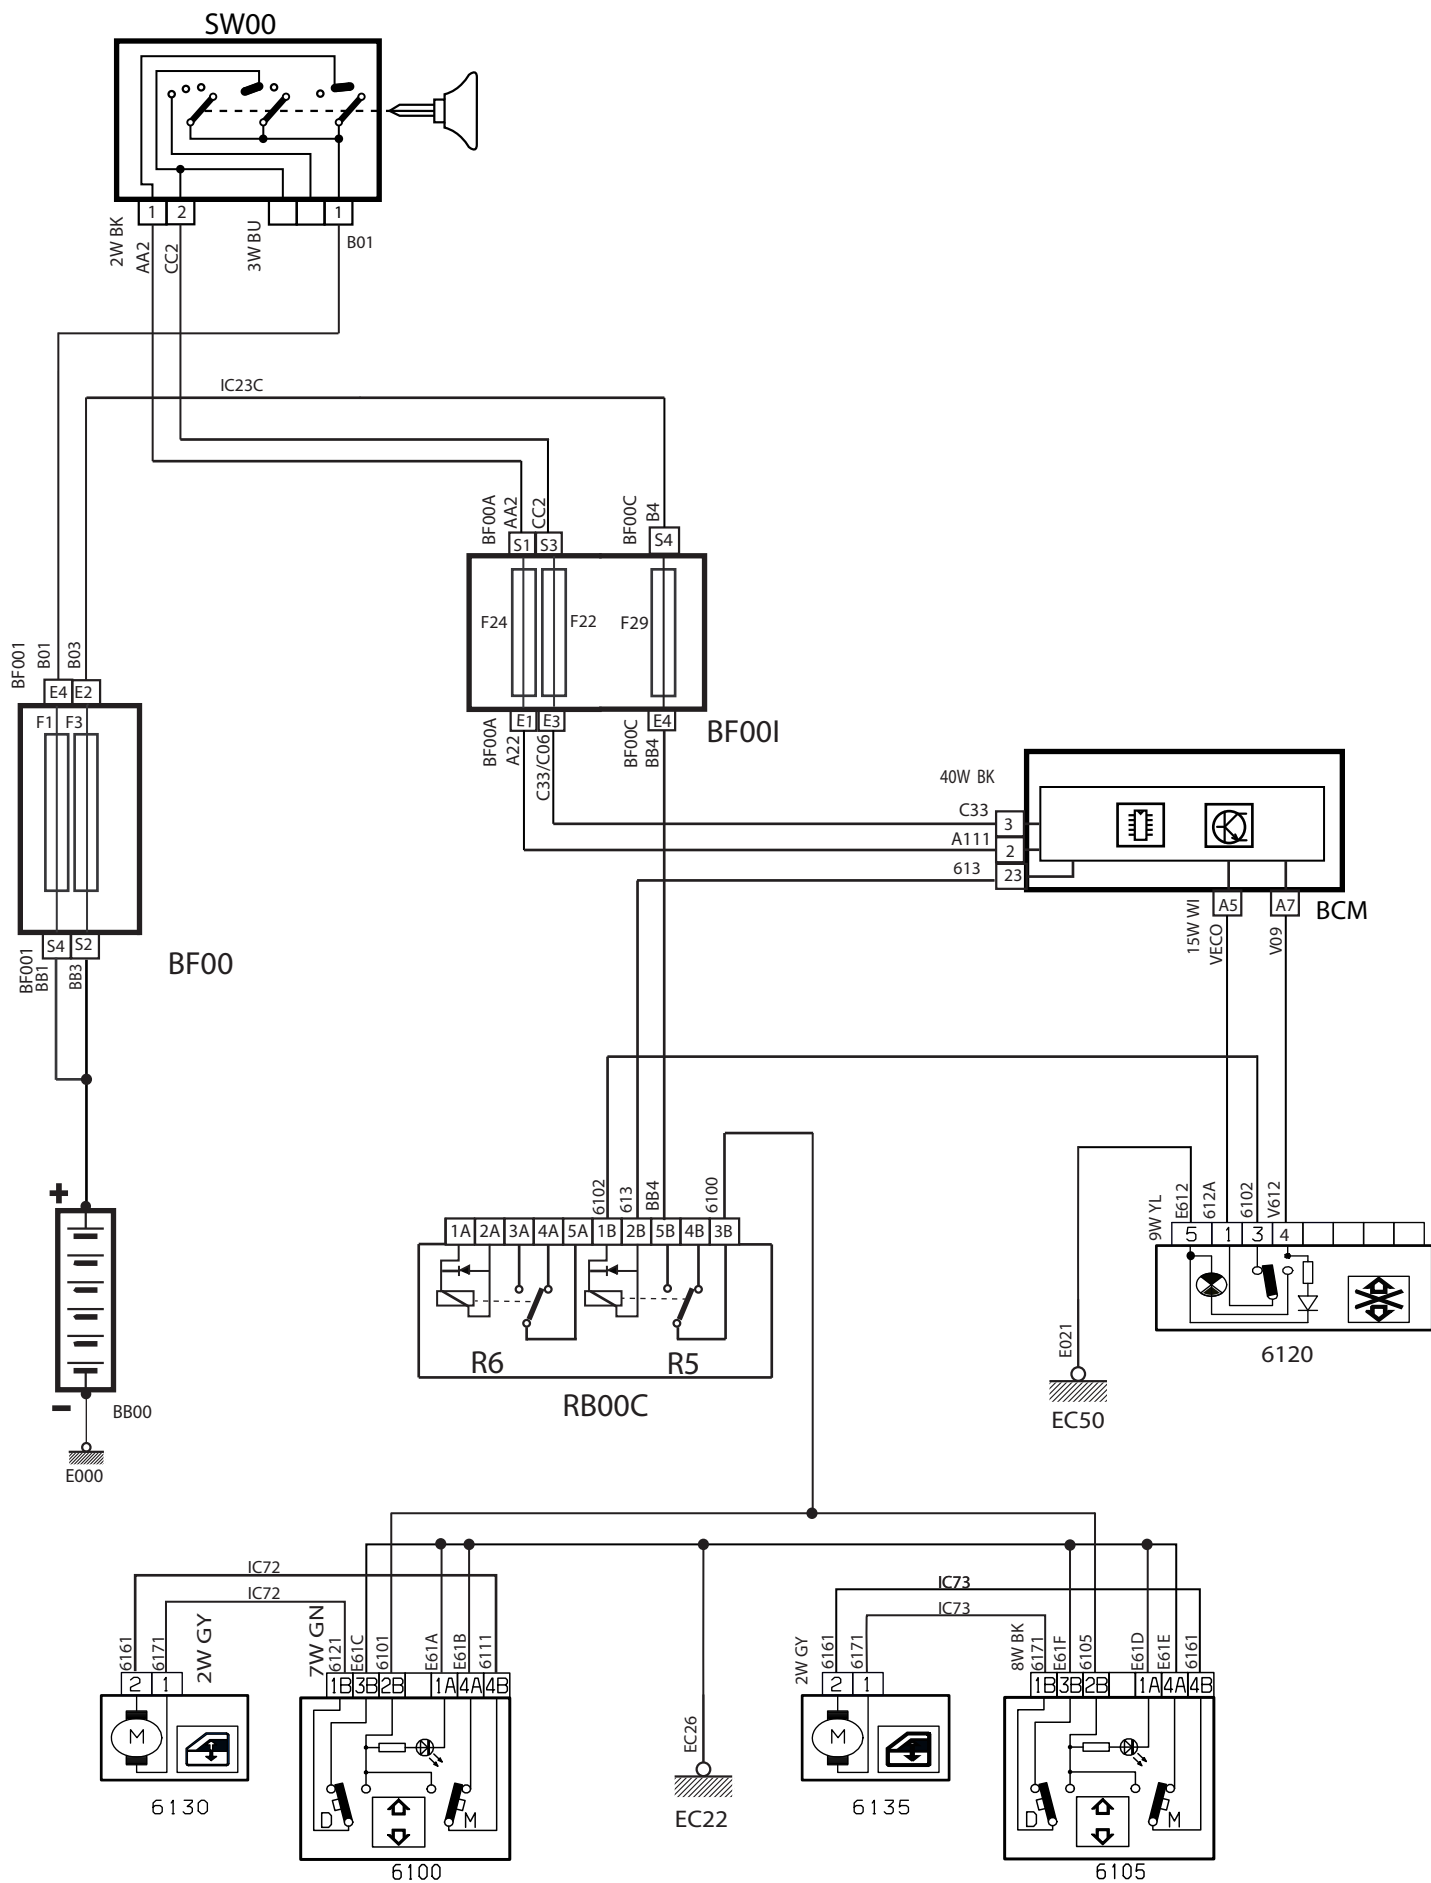 SW00
1 2 1
2W BK
AA2
CC2
3W BU
B01
IC23C
BF00A
AA2
CC2
BF00C
B4
S1 S3 S4
F24 F22 F29
BF001
B01
B03
E4 E2
F1 F3
E1 E3 E4
BF00I
BF00A
A22
C33/C06
BF00C
BB4
40W BK
C33 3
A111 2
613 23
A5 A7
BCM
15W WI
VECO
V09
S4 S2
BF00
BF001
BB1
BB3
6102
613
BB4
6100
9W YL
E612
612A
6102
V612
1A 2A 3A 4A 5A 1B 2B 5B 4B 3B
5 1 3 4
R6 R5
RB00C
6120
E021
EC50
+
−
BB00
E000
IC72
IC72
IC73
IC73
6161
6171
2W GY
7W GN
6121
E61C
6101
E61A
E61B
6111
2W GY
6161
6171
8W BK
6171
E61F
6105
E61D
E61E
6161
2 1
1B 3B 2B 1A 4A 4B
2 1
1B 3B 2B 1A 4A 4B
M
D M
EC26
M
D M
6130
6100
EC22
6135
6105